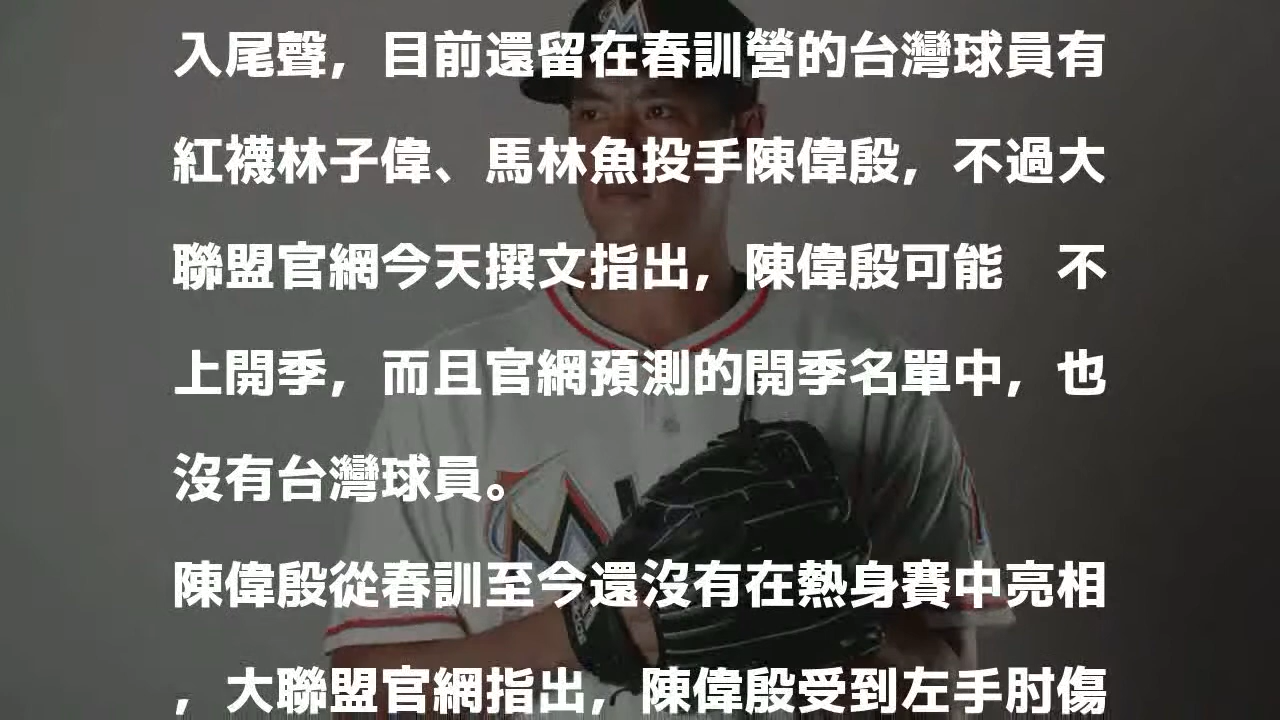 入尾聲，目前還留在春訓營的台灣球員有
紅襪林子偉、馬林魚投手陳偉殷，不過大
聯盟官網今天撰文指出，陳偉殷可能　不
上開季，而且官網預測的開季名單中，也
沒有台灣球員。
陳偉殷從春訓至今還沒有在熱身賽中亮相
，大聯盟官網指出，陳偉殷受到左手肘傷